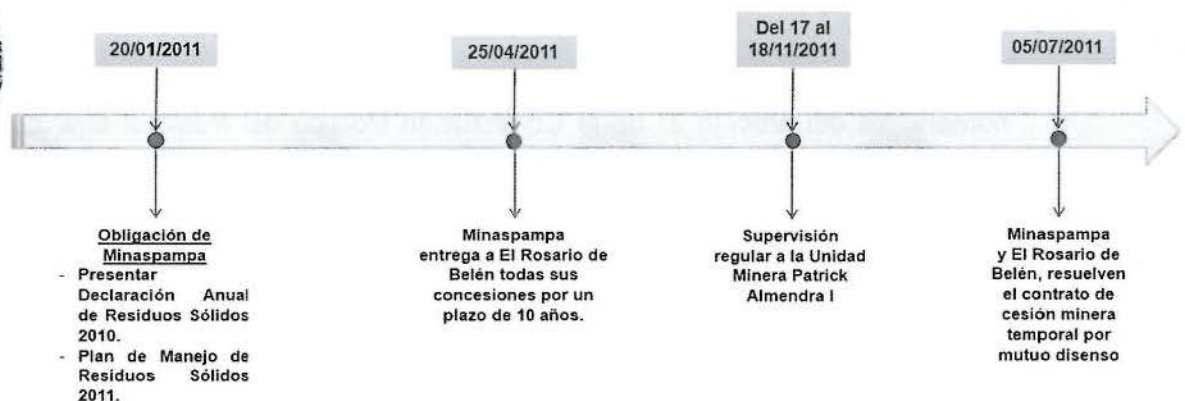 20/01/2011
Obligación de
Minaspampa
- Presentar
Declaración Anual
de Residuos Sólidos
2010.
- Plan de Manejo de
Residuos Sólidos
2011.
25/04/2011
Minaspampa
entrega a El Rosario de
Belén todas sus
concesiones por un
plazo de 10 años.
Del 17 al
18/11/2011
Supervisión
regular a la Unidad
Minera Patrick
Almendra I
05/07/2011
Minaspampa
y El Rosario de
Belén, resuelven
el contrato de
cesión minera
temporal por
mutuo disenso